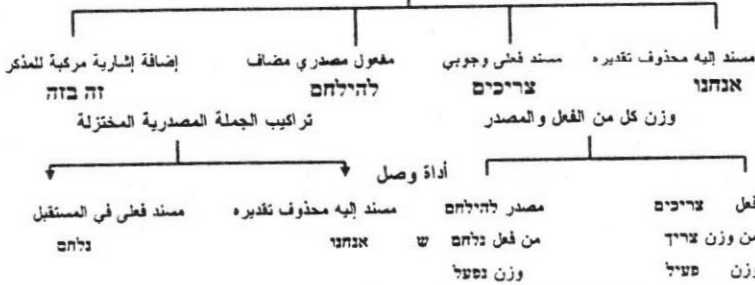 مسند إليه محذوف تقديره مسند فعلى وجوبي مفعول مصدري مضاف إضافة إشارية مركبة للمذكر
אנחנו צריכים להילחם זה בזה
وزن كل من الفعل والمصدر تراكيب الجملة المصدرية المختزلة
أداة وصل
فعل צריכים مصدر להילחם مسند إليه محذوف تقديره مسند فعلى في المستقبل
من وزن צריך من فعل נלחם ש אנחנו נלחם
وزن פעיל وزن נפעל